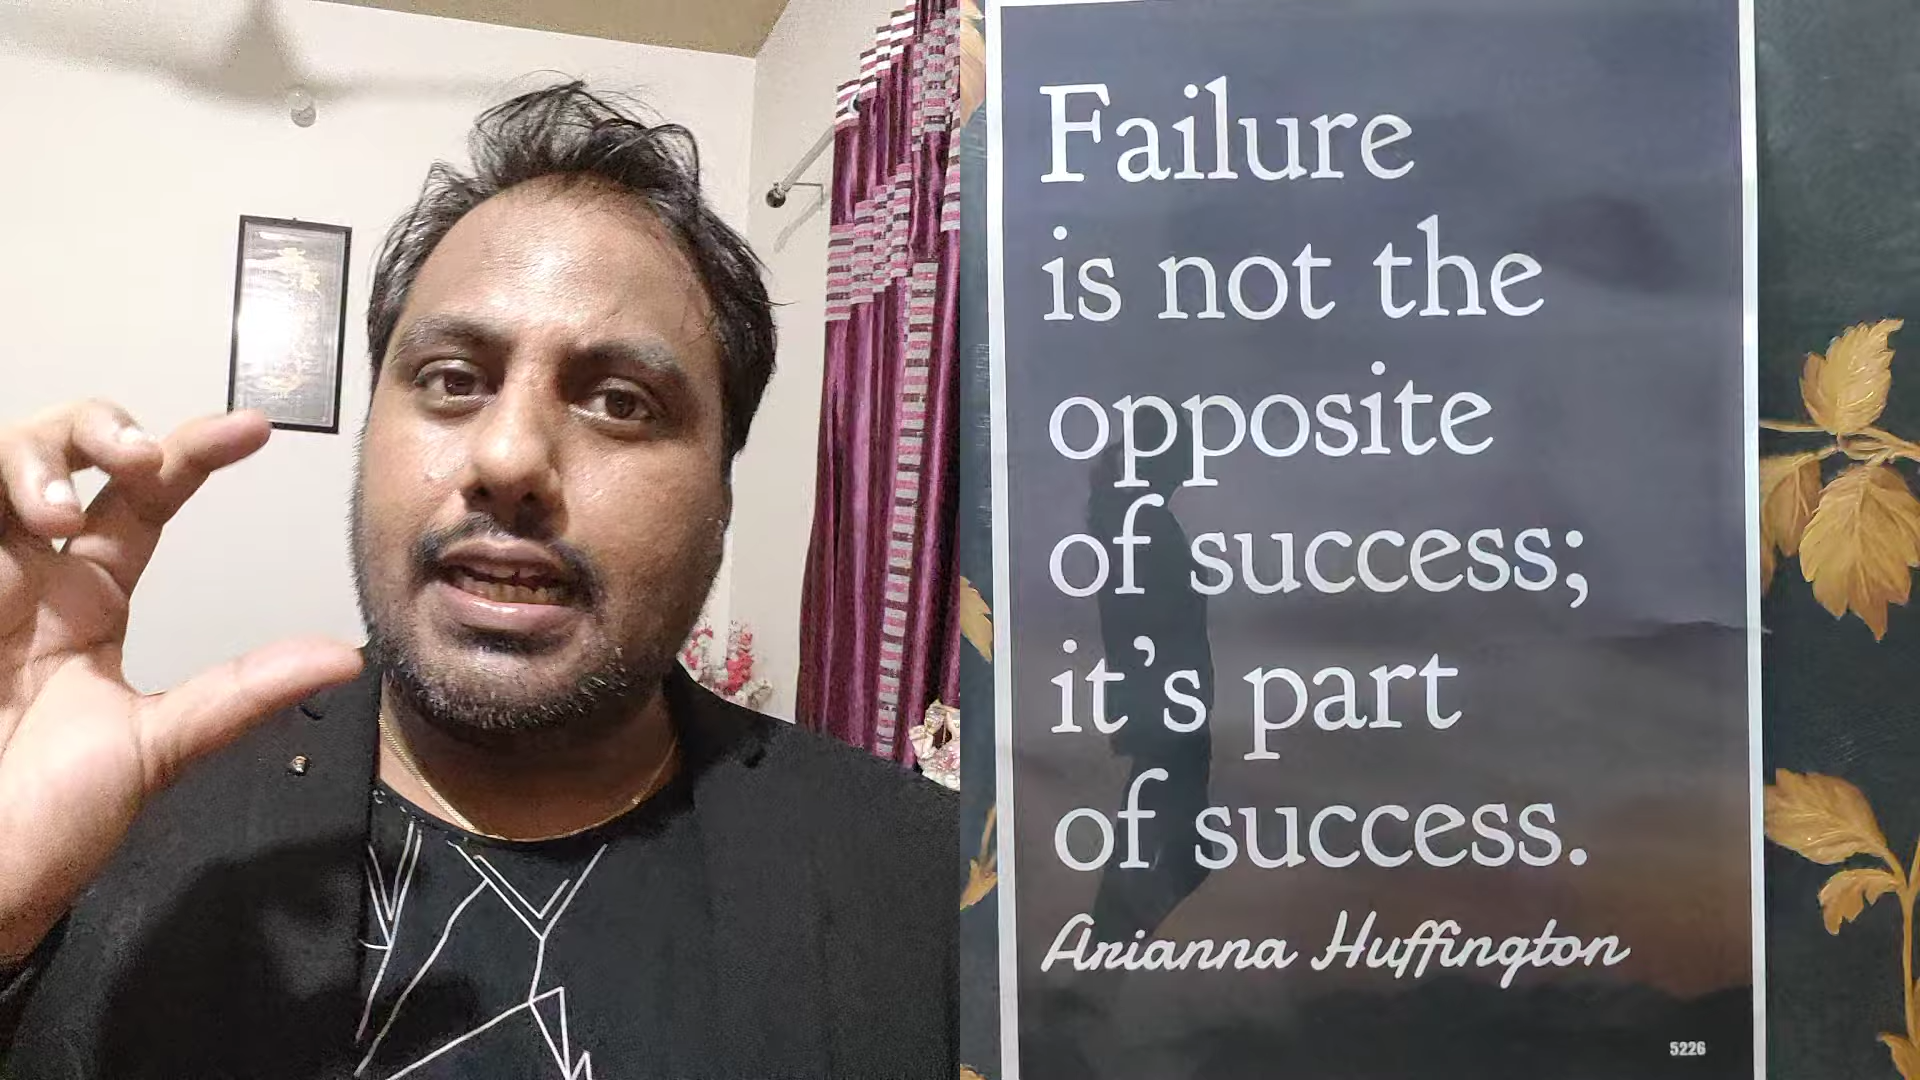 Failure
is not the
opposite
of success;
it's part
of success.
Arianna Huffington
5226